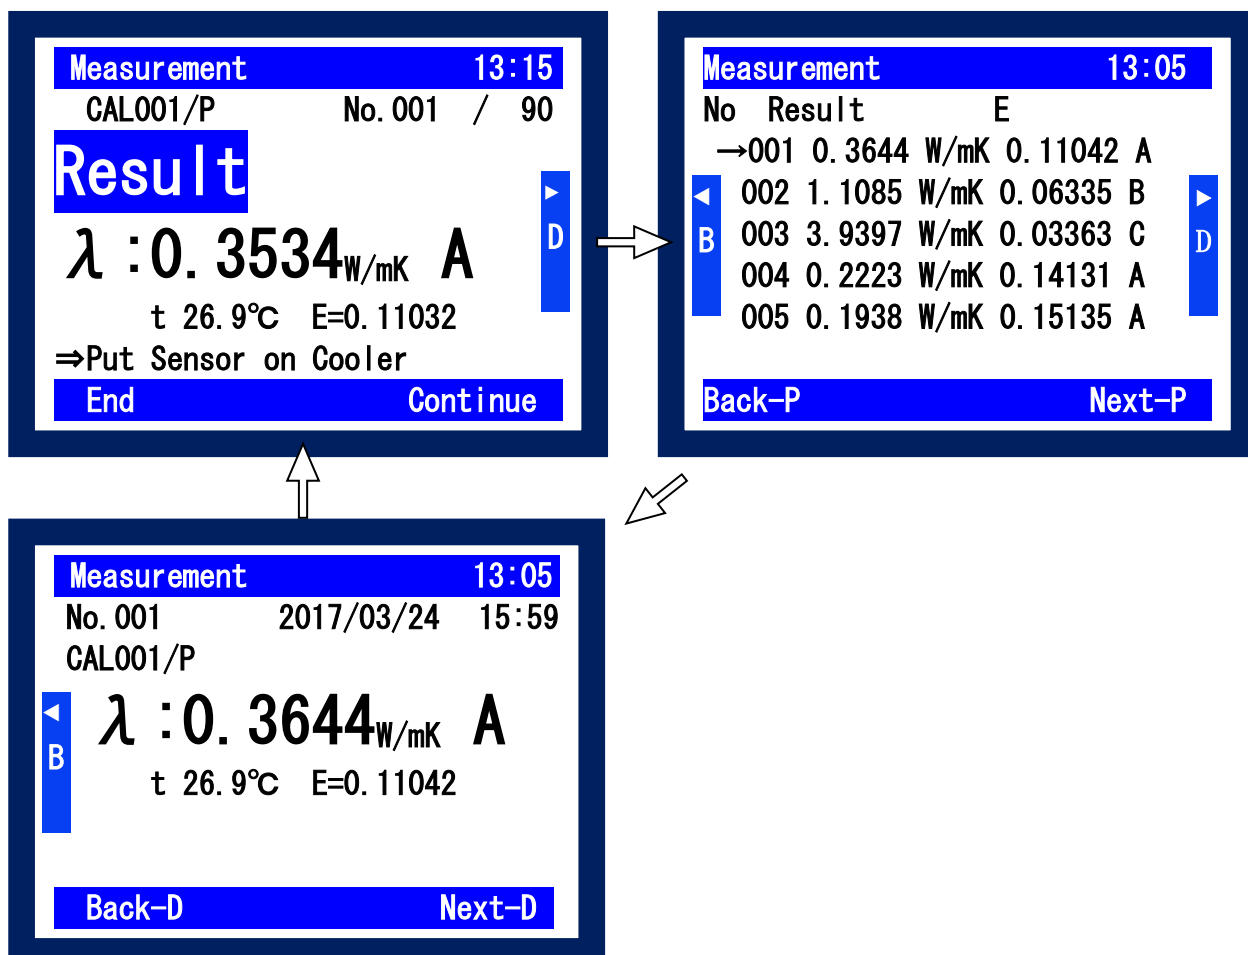 Measurement 13:15
CAL001/P No.001 / 90
Result
▶
D
λ:0.3534W/mK A
t 26.9℃ E=0.11032
⇒Put Sensor on Cooler
End Continue
Measurement 13:05
No Result E
→001 0.3644 W/mK 0.11042 A
002 1.1085 W/mK 0.06335 B
003 3.9397 W/mK 0.03363 C
004 0.2223 W/mK 0.14131 A
005 0.1938 W/mK 0.15135 A
◀
B
▶
D
Back-P Next-P
Measurement 13:05
No.001 2017/03/24 15:59
CAL001/P
◀
B
λ:0.3644W/mK A
t 26.9℃ E=0.11042
Back-D Next-D